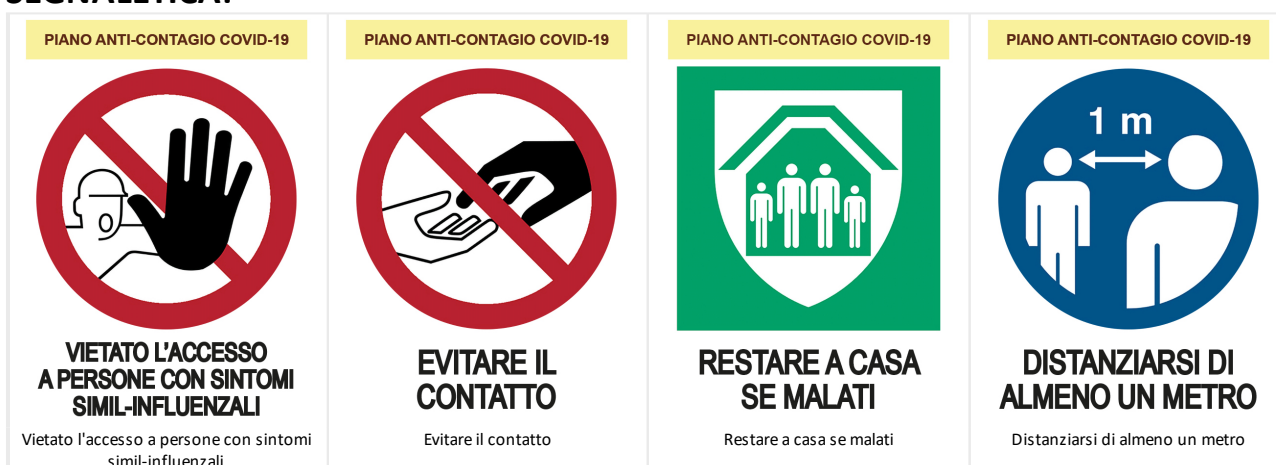 SEGNALETICA:
PIANO ANTI-CONTAGIO COVID-19
VIETATO L'ACCESSO
A PERSONE CON SINTOMI
SIMIL-INFLUENZALI
Vietato l'accesso a persone con sintomi
simil-influenzali
PIANO ANTI-CONTAGIO COVID-19
EVITARE IL
CONTATTO
Evitare il contatto
PIANO ANTI-CONTAGIO COVID-19
RESTARE A CASA
SE MALATI
Restare a casa se malati
PIANO ANTI-CONTAGIO COVID-19
1 m
DISTANZIARSI DI
ALMENO UN METRO
Distanziarsi di almeno un metro